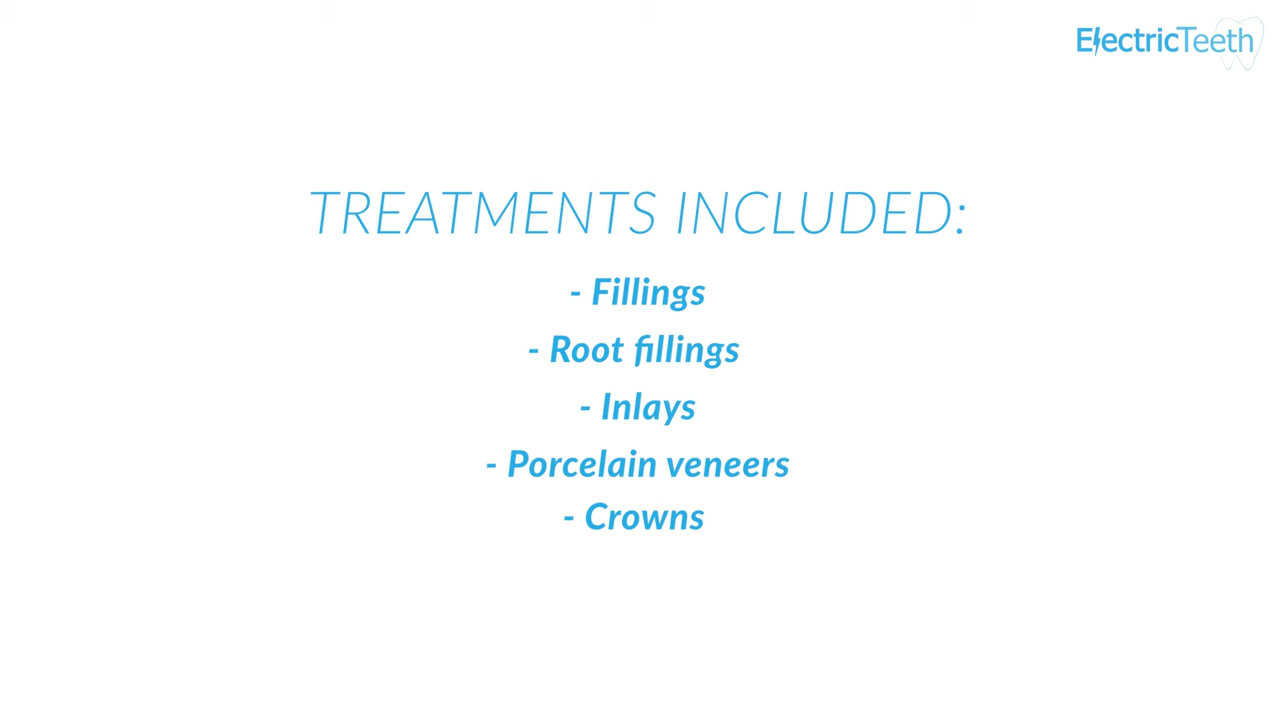 ElectricTeeth
TREATMENTS INCLUDED:
- Fillings
- Root fillings
- Inlays
- Porcelain veneers
- Crowns